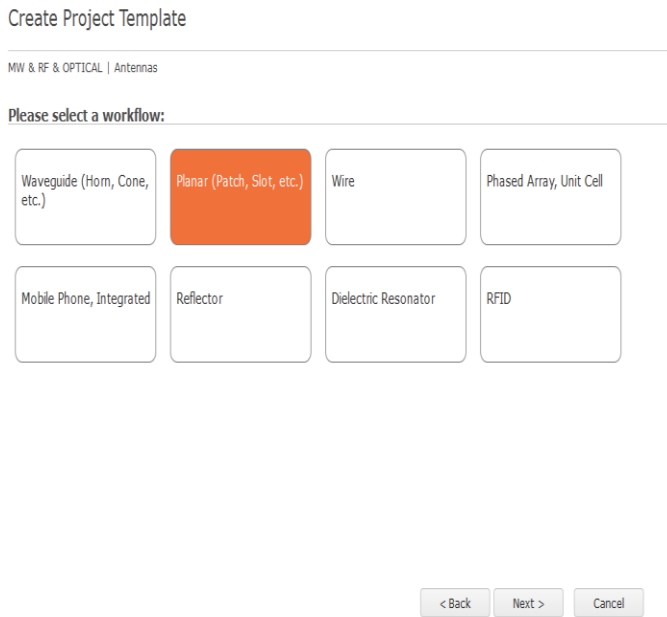 Create Project Template
MW & RF & OPTICAL | Antennas
Please select a workflow:
Waveguide (Horn, Cone,
etc.)
Planar (Patch, Slot, etc.)
Wire
Phased Array, Unit Cell
Mobile Phone, Integrated
Reflector
Dielectric Resonator
RFID
< Back
Next >
Cancel